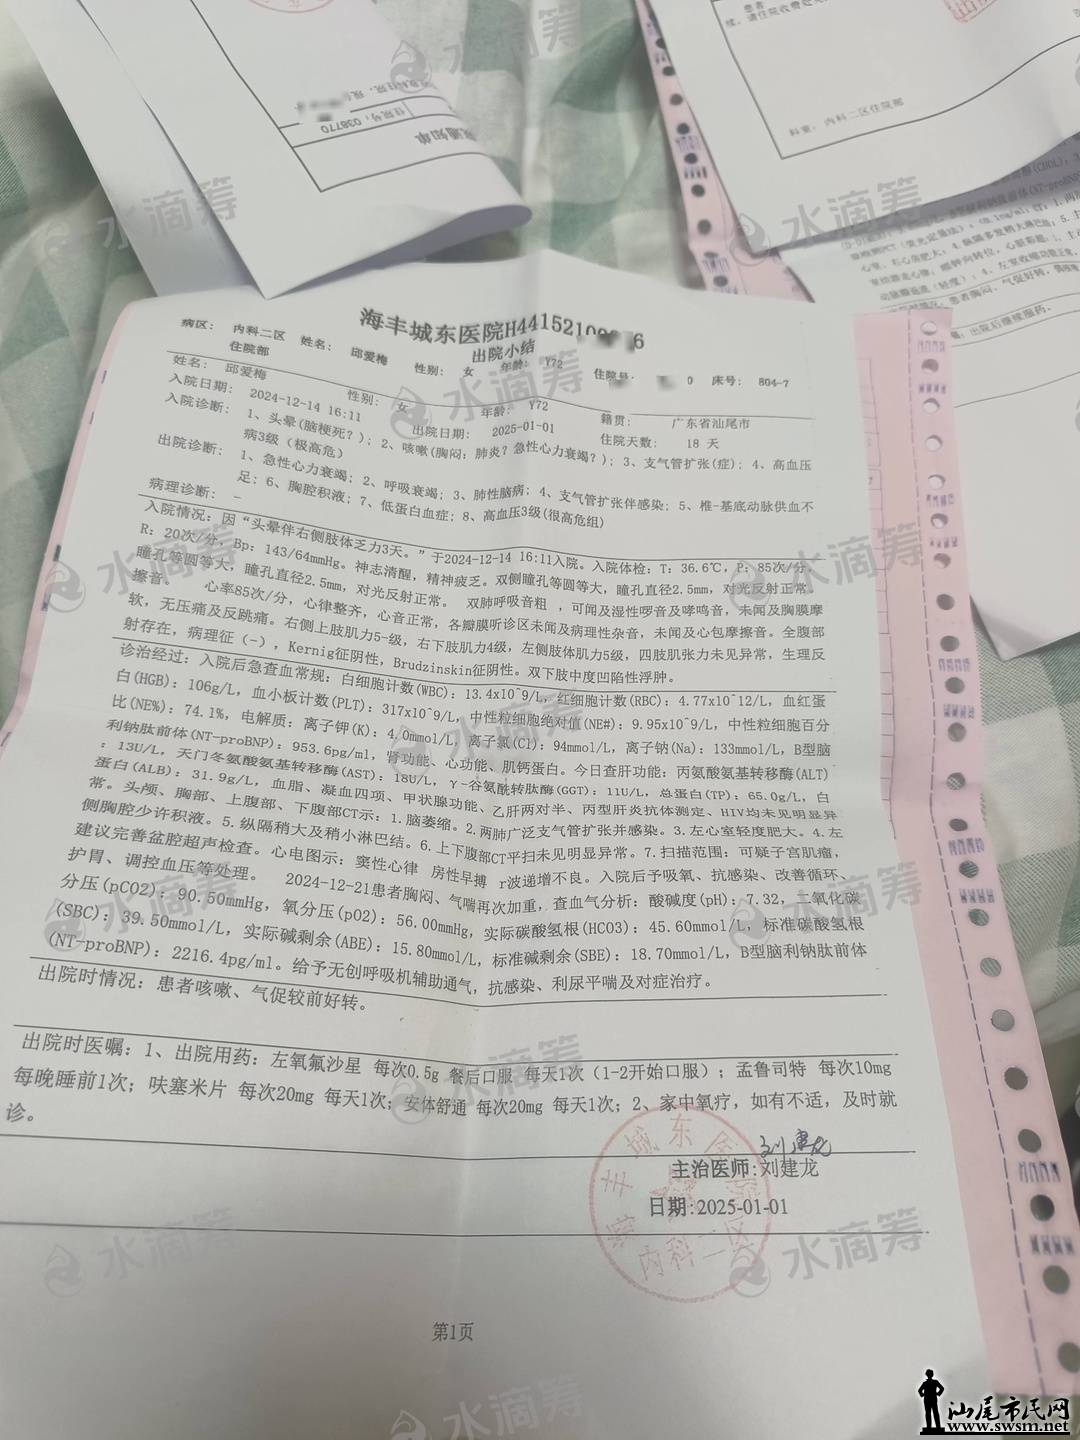 住院号：038770
科室：内科二区住院部
海丰城东医院H44152100
出院小结
病区：内科二区住院部 姓名：邱爱梅 性别：女 年龄：Y72 住院号： 0 床号：804-7
姓名：邱爱梅 性别：女 年龄：Y72 籍贯：广东省汕尾市
入院日期：2024-12-14 16:11 出院日期：2025-01-01 住院天数：18 天
入院诊断：1、头晕(脑梗死？)；2、咳嗽(胸闷：肺炎？急性心力衰竭？)；3、支气管扩张(症)；4、高血压
病3级（极高危）
出院诊断：1、急性心力衰竭；2、呼吸衰竭；3、肺性脑病；4、支气管扩张伴感染；5、椎-基底动脉供血不
足；6、胸腔积液；7、低蛋白血症；8、高血压3级(很高危组)
病理诊断：－
入院情况：因“头晕伴右侧肢体乏力3天。”于2024-12-14 16:11入院。入院体检：T：36.6℃，P：85次/分，
R：20次/分，Bp：143/64mmHg。神志清醒，精神疲乏。双侧瞳孔等圆等大，瞳孔直径2.5mm，对光反射正常。
瞳孔等圆等大，瞳孔直径2.5mm，对光反射正常。 双肺呼吸音粗 ，可闻及湿性啰音及哮鸣音，未闻及胸膜摩
擦音。 心率85次/分，心律整齐，心音正常，各瓣膜听诊区未闻及病理性杂音，未闻及心包摩擦音。全腹部
软，无压痛及反跳痛。右侧上肢肌力5-级，右下肢肌力4级，左侧肢体肌力5级，四肢肌张力未见异常，生理反
射存在，病理征（-），Kernig征阴性，Brudzinskin征阴性。双下肢中度凹陷性浮肿。
诊治经过：入院后急查血常规：白细胞计数(WBC)：13.4x10^9/L，红细胞计数(RBC)：4.77x10^12/L，血红蛋
白(HGB)：106g/L，血小板计数(PLT)：317x10^9/L，中性粒细胞绝对值(NE#)：9.95x10^9/L，中性粒细胞百分
比(NE%)：74.1%，电解质：离子钾(K)：4.0mmol/L，离子氯(Cl)：94mmol/L，离子钠(Na)：133mmol/L，B型脑
利钠肽前体(NT-proBNP)：953.6pg/ml，肾功能、心功能、肌钙蛋白。今日查肝功能：丙氨酸氨基转移酶(ALT)
：13U/L，天门冬氨酸氨基转移酶(AST)：18U/L，γ-谷氨酰转肽酶(GGT)：11U/L，总蛋白(TP)：65.0g/L，白
蛋白(ALB)：31.9g/L，血脂、凝血四项、甲状腺功能、乙肝两对半、丙型肝炎抗体测定、HIV均未见明显异
常。头颅、胸部、上腹部、下腹部CT示：1.脑萎缩。2.两肺广泛支气管扩张并感染。3.左心室轻度肥大。4.左
侧胸腔少许积液。5.纵隔稍大及稍小淋巴结。6.上下腹部CT平扫未见明显异常。7.扫描范围：可疑子宫肌瘤，
建议完善盆腔超声检查。心电图示：窦性心律 房性早搏 r波递增不良。入院后予吸氧、抗感染、改善循环、
护胃、调控血压等处理。 2024-12-21患者胸闷、气喘再次加重，查血气分析：酸碱度(pH)：7.32，二氧化碳
分压(pCO2)：90.50mmHg，氧分压(pO2)：56.00mmHg，实际碳酸氢根(HCO3)：45.60mmol/L，标准碳酸氢根
(SBC)：39.50mmol/L，实际碱剩余(ABE)：15.80mmol/L，标准碱剩余(SBE)：18.70mmol/L，B型脑利钠肽前体
(NT-proBNP)：2216.4pg/ml。给予无创呼吸机辅助通气，抗感染、利尿平喘及对症治疗。
出院时情况：患者咳嗽、气促较前好转。
出院时医嘱：1、出院用药：左氧氟沙星 每次0.5g 餐后口服 每天1次（1-2开始口服）；孟鲁司特 每次10mg
每晚睡前1次；呋塞米片 每次20mg 每天1次；安体舒通 每次20mg 每天1次；2、家中氧疗，如有不适，及时就
诊。
刘建龙
主治医师：刘建龙
日期：2025-01-01
海丰城东医院
内科二区
第1页
水滴筹
汕尾市民网
www.swsm.net